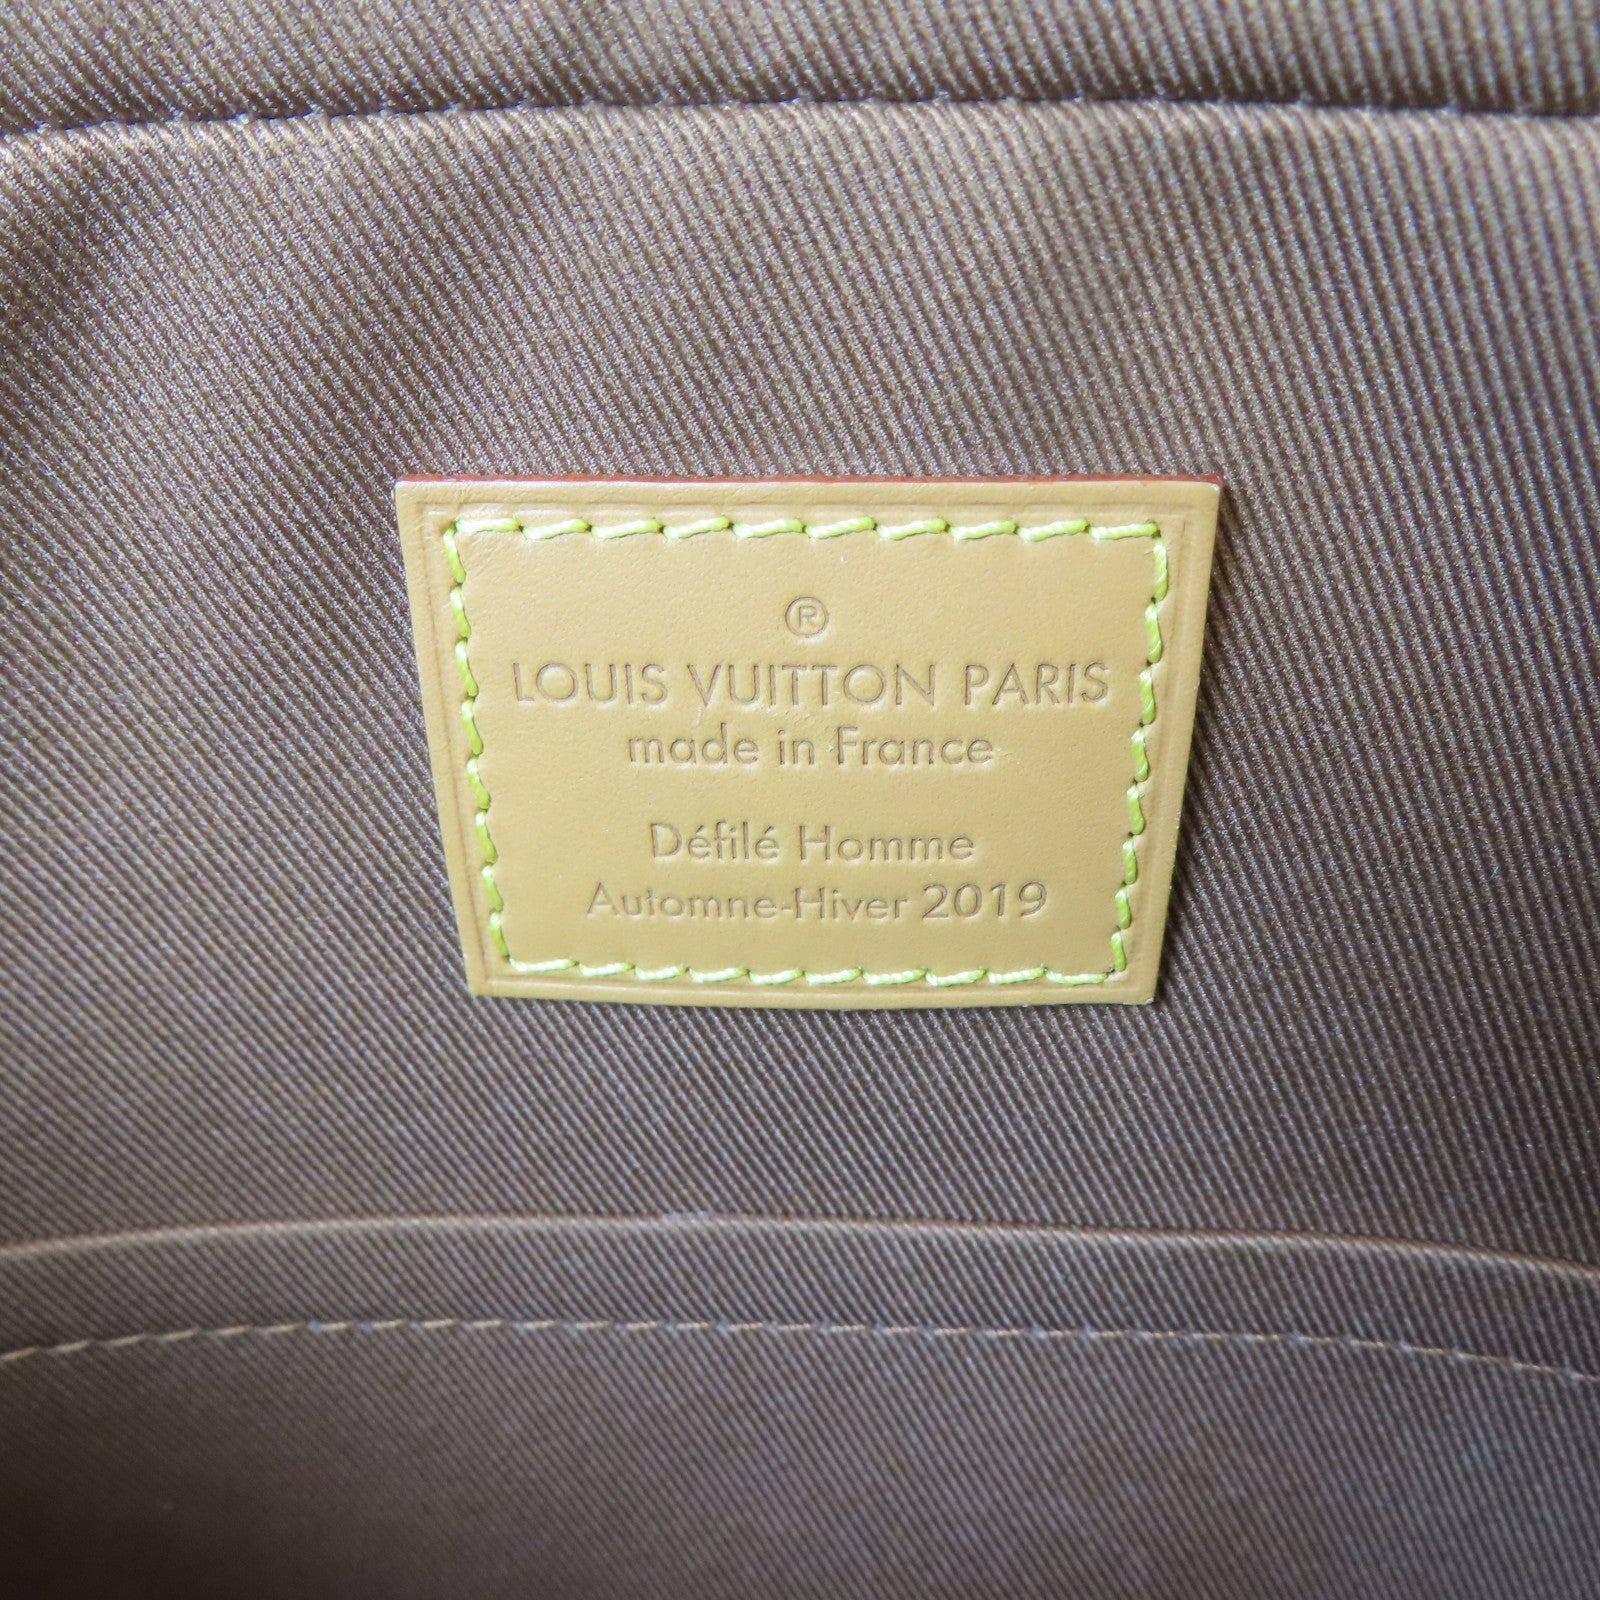 ®
LOUIS VUITTON PARIS
made in France
Défilé Homme
Automne-Hiver 2019